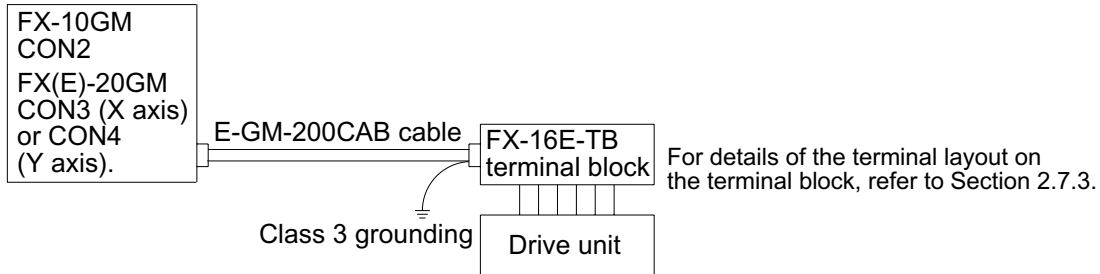 FX-10GM
CON2
FX(E)-20GM
CON3 (X axis)
or CON4
(Y axis).
E-GM-200CAB cable
FX-16E-TB
terminal block
For details of the terminal layout on
the terminal block, refer to Section 2.7.3.
Class 3 grounding
Drive unit